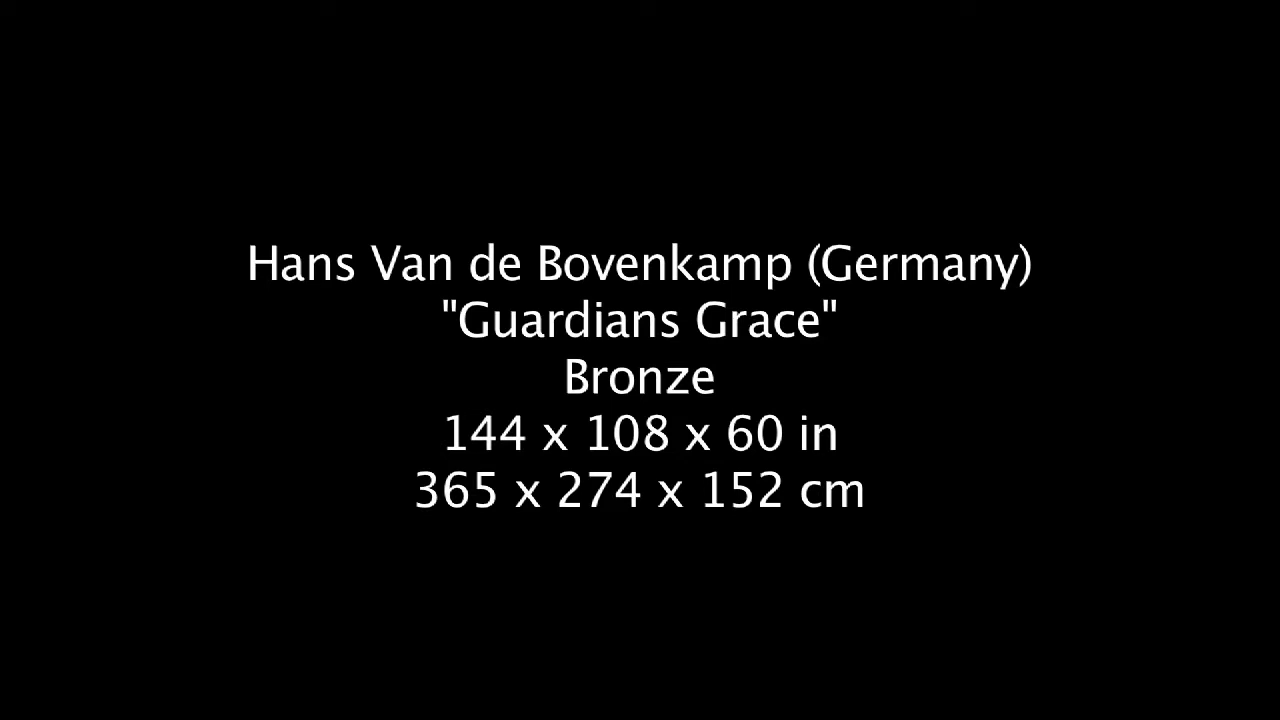 Hans Van de Bovenkamp (Germany)
"Guardians Grace"
Bronze
144 x 108 x 60 in
365 x 274 x 152 cm